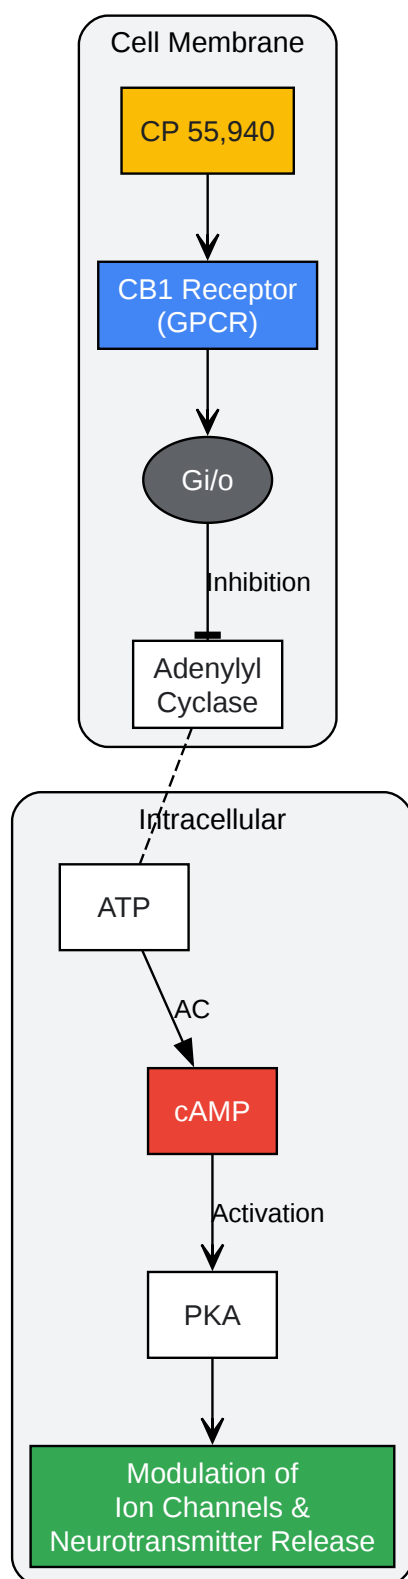 Cell Membrane
CP 55,940
CB1 Receptor
(GPCR)
Gi/o
Inhibition
Adenylyl
Cyclase
Intracellular
ATP
AC
cAMP
Activation
PKA
Modulation of
Ion Channels &
Neurotransmitter Release